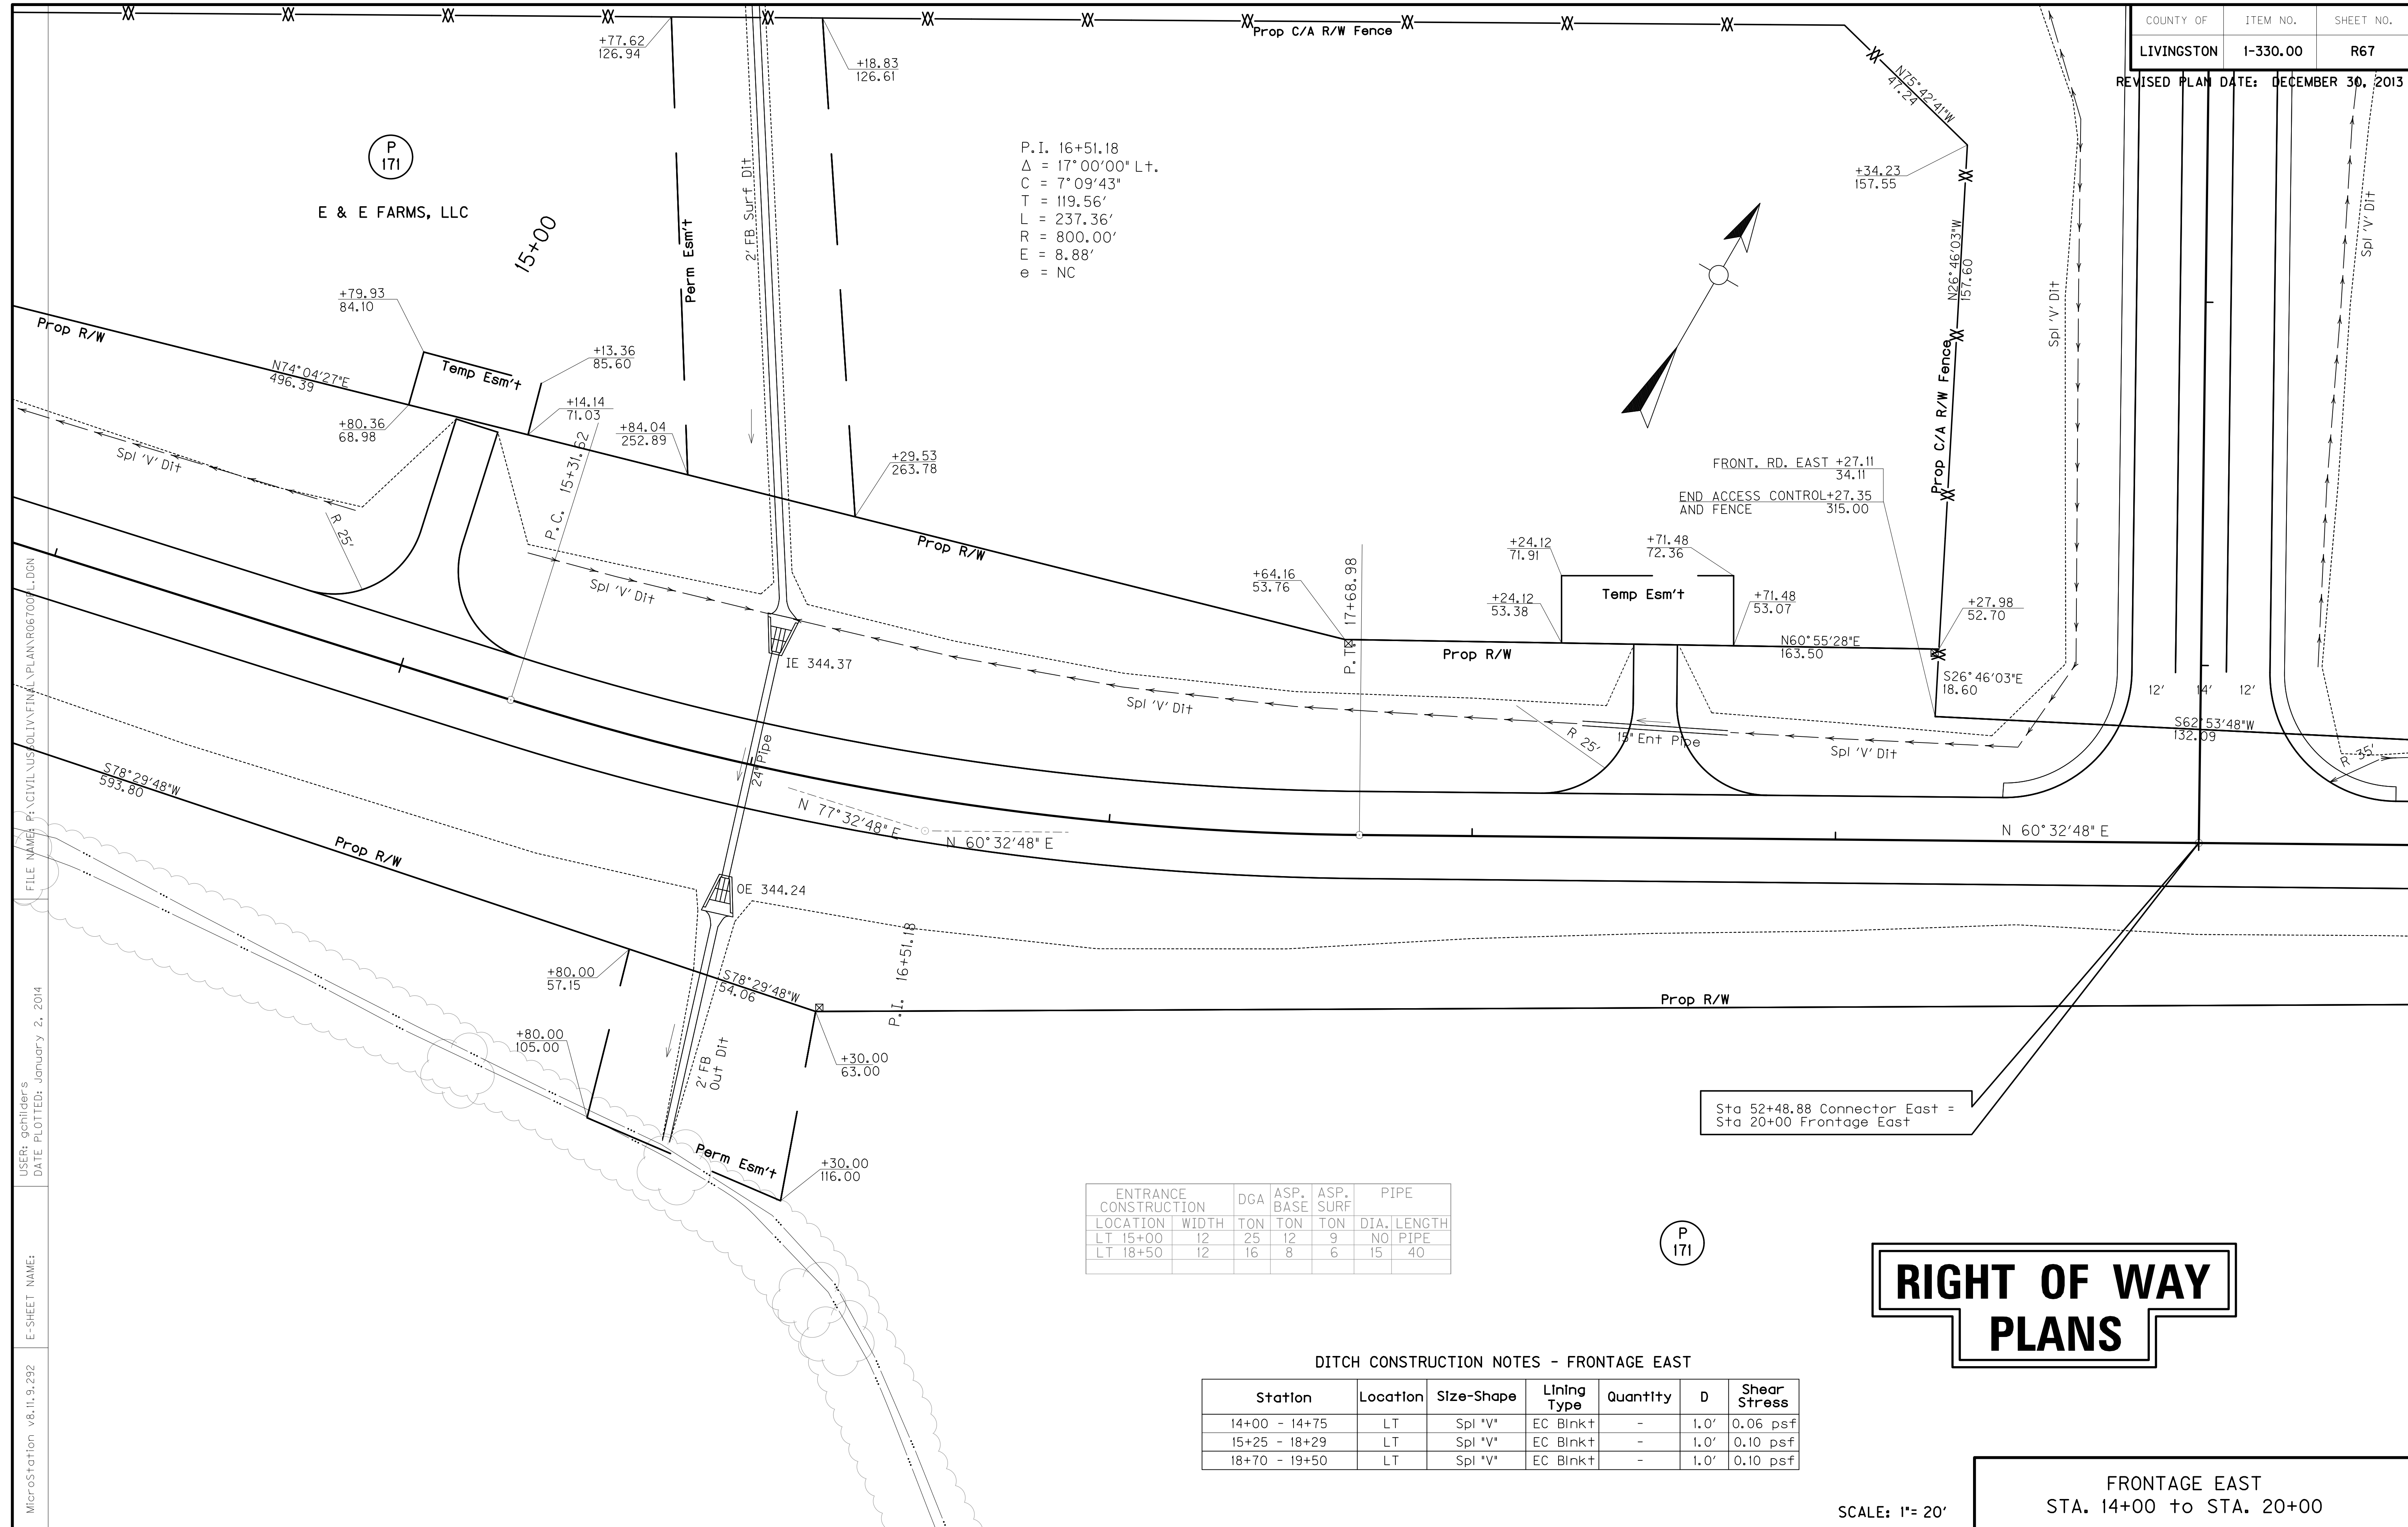 COUNTY OF ITEM NO. SHEET NO.
LIVINGSTON 1-330.00 R67
REVISED PLAN DATE: DECEMBER 30, 2013
Prop C/A R/W Fence
+77.62
126.94
+18.83
126.61
N75°42'41"W
47.24
P
171
E & E FARMS, LLC
15+00
Perm Esm't
2' FB Surf Dit
P.I. 16+51.18
Δ = 17°00'00" Lt.
C = 7°09'43"
T = 119.56'
L = 237.36'
R = 800.00'
E = 8.88'
e = NC
+34.23
157.55
N26°46'03"W
157.60
Prop C/A R/W Fence
Spl 'V' Dit
Spl 'V' Dit
+79.93
84.10
Prop R/W
N74°04'27"E
496.39
Temp Esm't
+13.36
85.60
+14.14
71.03
+80.36
68.98
+84.04
252.89
+29.53
263.78
Spl 'V' Dit
R 25'
P.C. 15+31.62
Spl 'V' Dit
Prop R/W
FRONT. RD. EAST +27.11
34.11
END ACCESS CONTROL+27.35
AND FENCE 315.00
+24.12
71.91
+71.48
72.36
+64.16
53.76
P.T. 17+68.98
Temp Esm't
+24.12
53.38
+71.48
53.07
+27.98
52.70
N60°55'28"E
163.50
Prop R/W
IE 344.37
S26°46'03"E
18.60
12' 14' 12'
S62°53'48"W
132.09
Spl 'V' Dit
R 25'
15" Ent Pipe
Spl 'V' Dit
R 35'
24" Pipe
S78°29'48"W
593.80
Prop R/W
N 77°32'48" E
N 60°32'48" E
N 60°32'48" E
OE 344.24
+80.00
57.15
S78°29'48"W
54.06
P.I. 16+51.18
Prop R/W
+80.00
105.00
2' FB
Out Dit
+30.00
63.00
Perm Esm't
+30.00
116.00
Sta 52+48.88 Connector East =
Sta 20+00 Frontage East
ENTRANCE CONSTRUCTION DGA ASP. BASE ASP. SURF PIPE
LOCATION WIDTH TON TON TON DIA. LENGTH
LT 15+00 12 25 12 9 NO PIPE
LT 18+50 12 16 8 6 15 40
P
171
RIGHT OF WAY
PLANS
DITCH CONSTRUCTION NOTES - FRONTAGE EAST
Station Location Size-Shape Lining Type Quantity D Shear Stress
14+00 - 14+75 LT Spl "V" EC Blnkt - 1.0' 0.06 psf
15+25 - 18+29 LT Spl "V" EC Blnkt - 1.0' 0.10 psf
18+70 - 19+50 LT Spl "V" EC Blnkt - 1.0' 0.10 psf
SCALE: 1"= 20'
FRONTAGE EAST
STA. 14+00 to STA. 20+00
FILE NAME: P:\CIVIL\US60LIV\FINAL\PLAN\R06700PL.DGN
USER: gchilders
DATE PLOTTED: January 2, 2014
E-SHEET NAME:
MicroStation v8.11.9.292